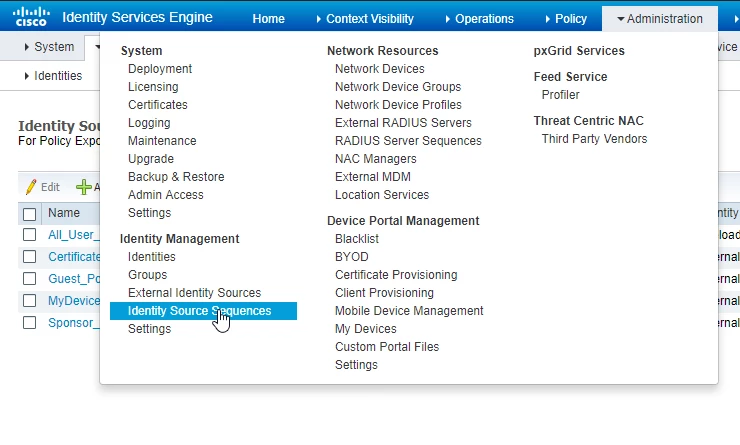 cisco Identity Services Engine Home Context Visibility Operations Policy Administration
System
Identities
Identity Sou
For Policy Expo
Edit A
Name
All_User_
Certificate
Guest_Po
MyDevice
Sponsor_
System
Deployment
Licensing
Certificates
Logging
Maintenance
Upgrade
Backup & Restore
Admin Access
Settings
Identity Management
Identities
Groups
External Identity Sources
Identity Source Sequences
Settings
Network Resources
Network Devices
Network Device Groups
Network Device Profiles
External RADIUS Servers
RADIUS Server Sequences
NAC Managers
External MDM
Location Services
Device Portal Management
Blacklist
BYOD
Certificate Provisioning
Client Provisioning
Mobile Device Management
My Devices
Custom Portal Files
Settings
pxGrid Services
Feed Service
Profiler
Threat Centric NAC
Third Party Vendors
vice
ntity
load
ernal
ernal
ernal
ernal